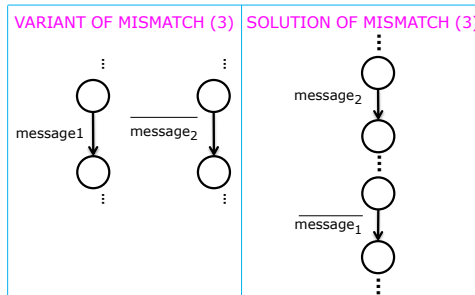 VARIANT OF MISMATCH (3)
message1
message₂
SOLUTION OF MISMATCH (3)
message₂
message₁